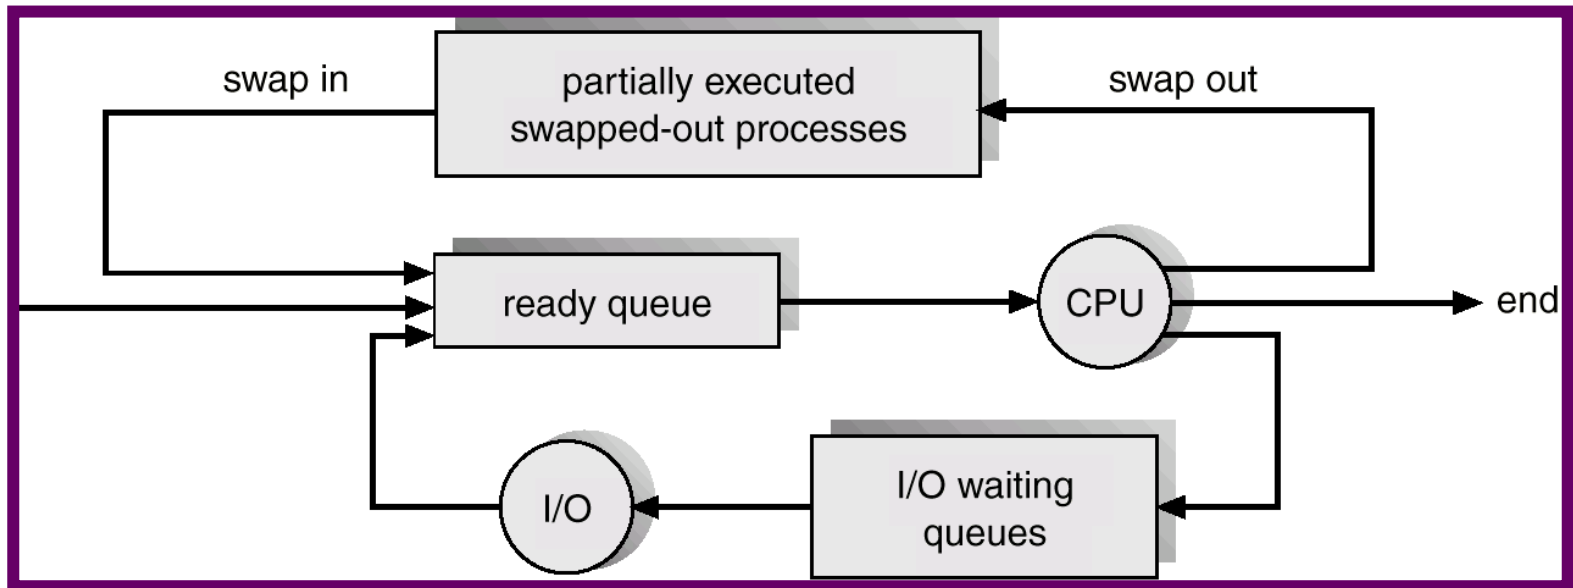 swap in
partially executed
swapped-out processes
swap out
ready queue
CPU
end
I/O
I/O waiting
queues